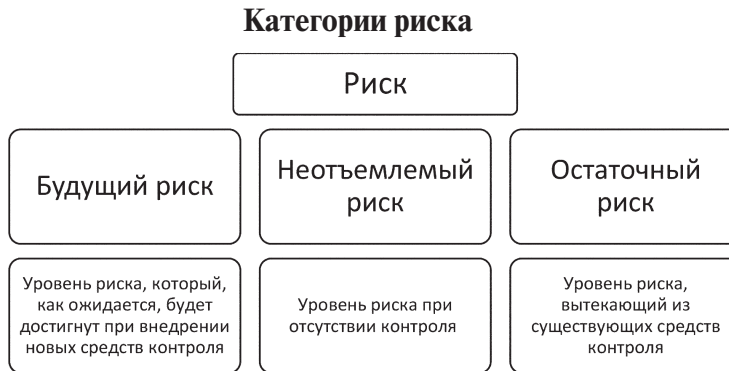 Категории риска
Риск
Будущий риск
Неотъемлемый
риск
Остаточный
риск
Уровень риска, который,
как ожидается, будет
достигнут при внедрении
новых средств контроля
Уровень риска при
отсутствии контроля
Уровень риска,
вытекающий из
существующих средств
контроля